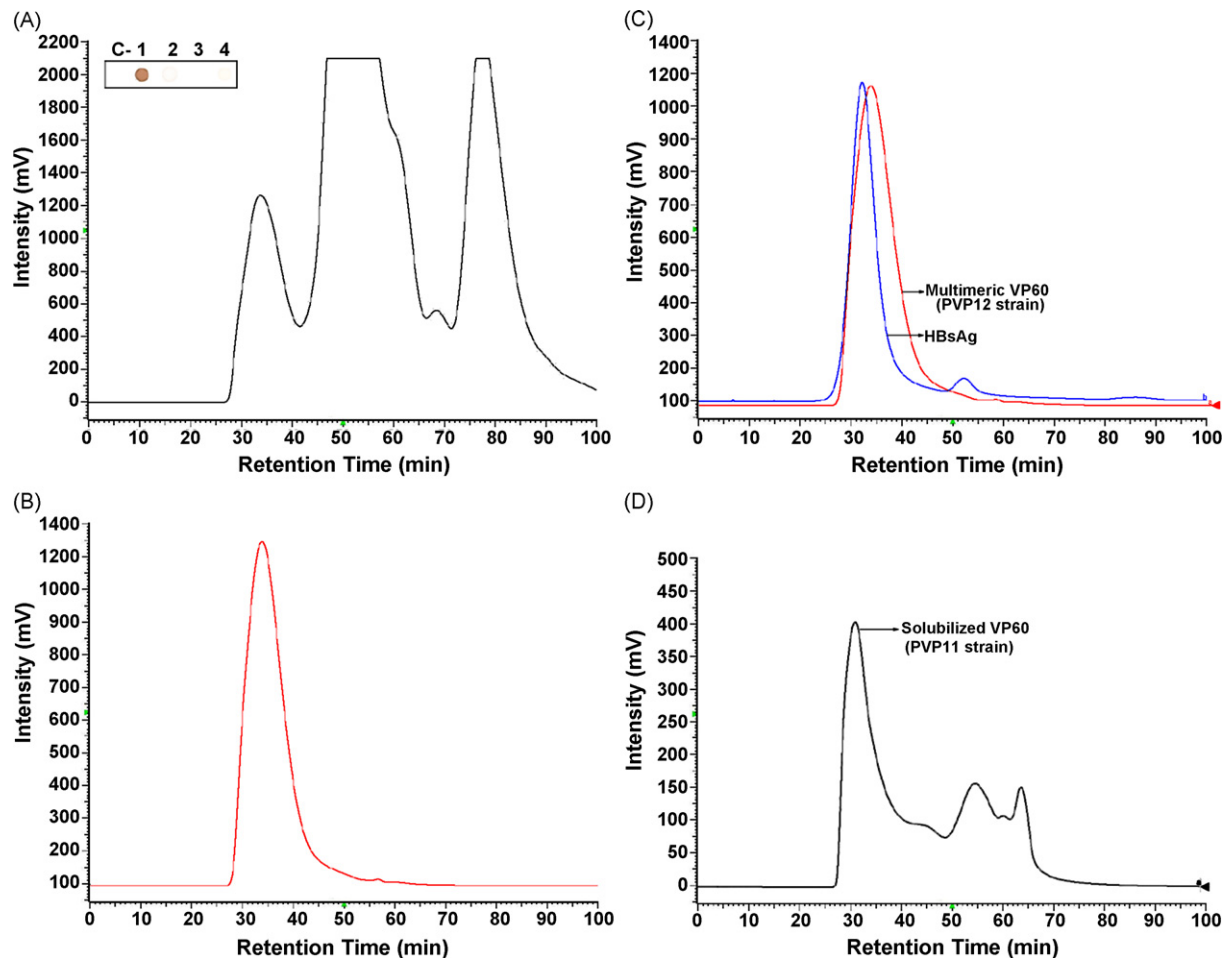 (A)
C- 1 2 3 4
2200
2000
1800
1600
1400
1200
1000
800
600
400
200
0
Intensity (mV)
0 10 20 30 40 50 60 70 80 90 100
Retention Time (min)
(B)
1400
1300
1200
1100
1000
900
800
700
600
500
400
300
200
100
Intensity (mV)
0 10 20 30 40 50 60 70 80 90 100
Retention Time (min)
(C)
1400
1300
1200
1100
1000
900
800
700
600
500
400
300
200
100
Intensity (mV)
Multimeric VP60
(PVP12 strain)
HBsAg
0 10 20 30 40 50 60 70 80 90 100
Retention Time (min)
(D)
500
450
400
350
300
250
200
150
100
50
0
Intensity (mV)
Solubilized VP60
(PVP11 strain)
0 10 20 30 40 50 60 70 80 90 100
Retention Time (min)